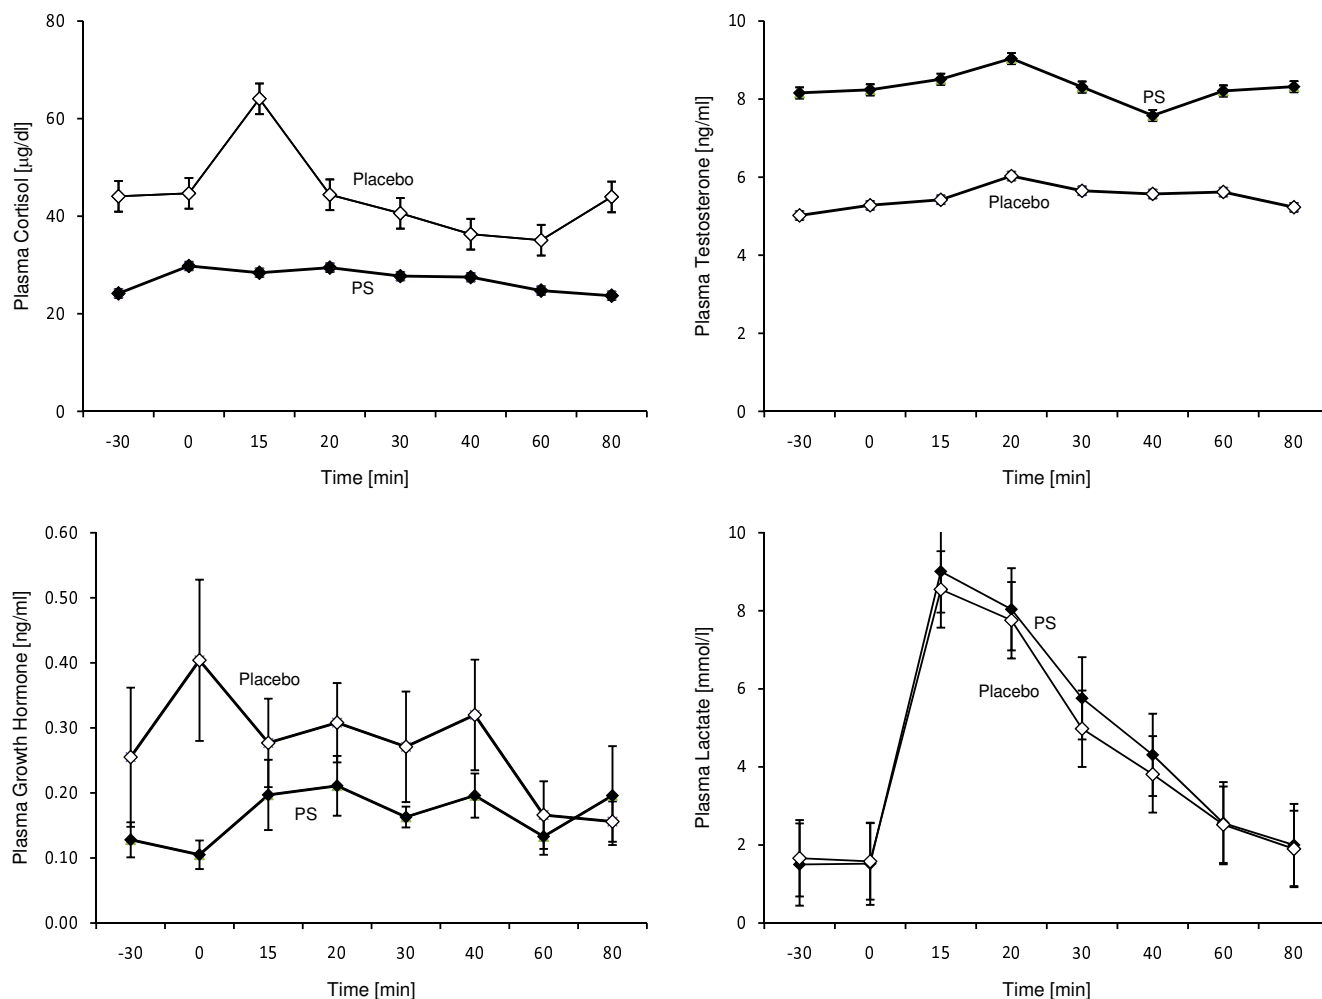 80
60
40
20
0
Plasma Cortisol [µg/dl]
Placebo
PS
-30 0 15 20 30 40 60 80
Time [min]
10
8
6
4
2
0
Plasma Testosterone [ng/ml]
PS
Placebo
-30 0 15 20 30 40 60 80
Time [min]
0.60
0.50
0.40
0.30
0.20
0.10
0.00
Plasma Growth Hormone [ng/ml]
Placebo
PS
-30 0 15 20 30 40 60 80
Time [min]
10
8
6
4
2
0
Plasma Lactate [mmol/l]
PS
Placebo
-30 0 15 20 30 40 60 80
Time [min]